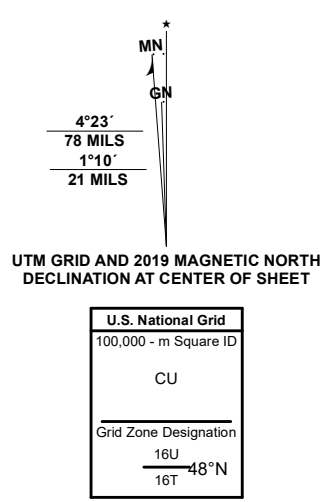 MN
GN
4°23´
78 MILS
1°10´
21 MILS
UTM GRID AND 2019 MAGNETIC NORTH
DECLINATION AT CENTER OF SHEET
U.S. National Grid
100,000 - m Square ID
CU
Grid Zone Designation
16U
48°N
16T